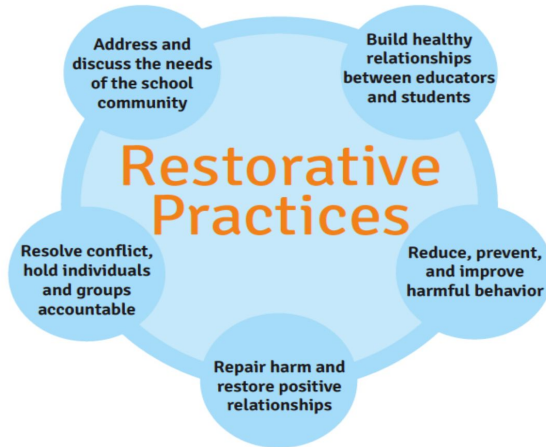 Address and
discuss the needs
of the school
community
Build healthy
relationships
between educators
and students
Restorative
Practices
Resolve conflict,
hold individuals
and groups
accountable
Reduce, prevent,
and improve
harmful behavior
Repair harm and
restore positive
relationships